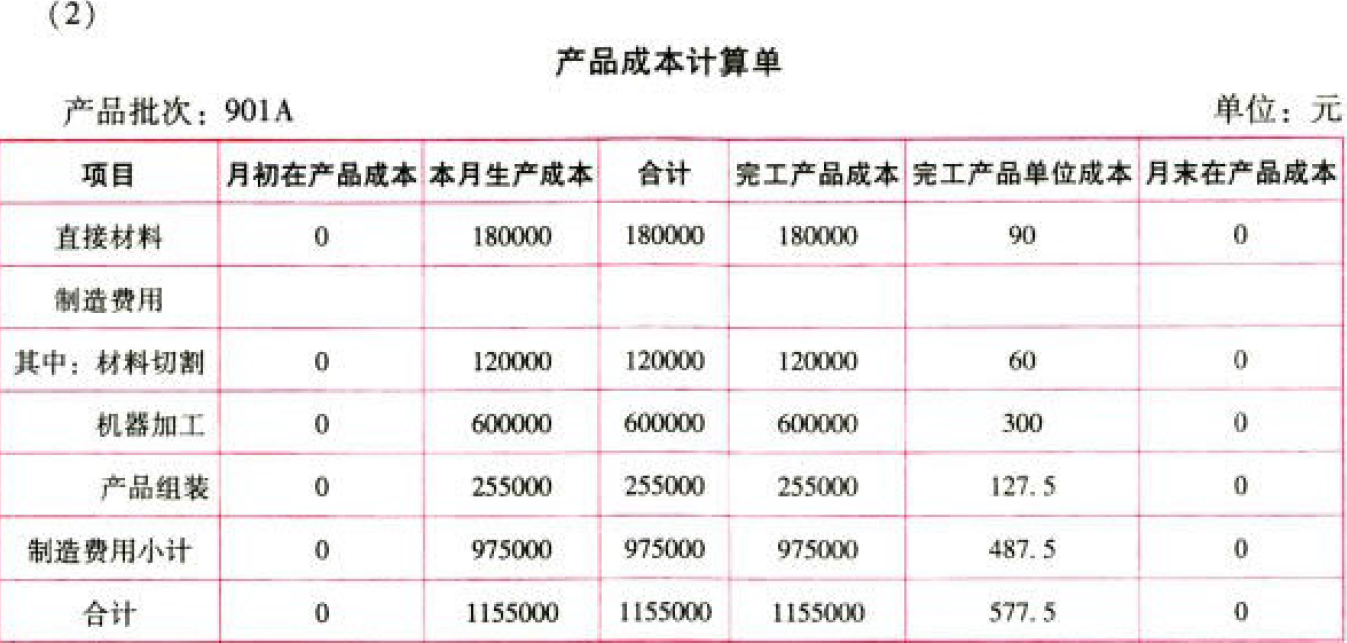 （2）
产品成本计算单
产品批次：901A 单位：元
项目 月初在产品成本 本月生产成本 合计 完工产品成本 完工产品单位成本 月末在产品成本
直接材料 0 180000 180000 180000 90 0
制造费用
其中：材料切割 0 120000 120000 120000 60 0
机器加工 0 600000 600000 600000 300 0
产品组装 0 255000 255000 255000 127.5 0
制造费用小计 0 975000 975000 975000 487.5 0
合计 0 1155000 1155000 1155000 577.5 0